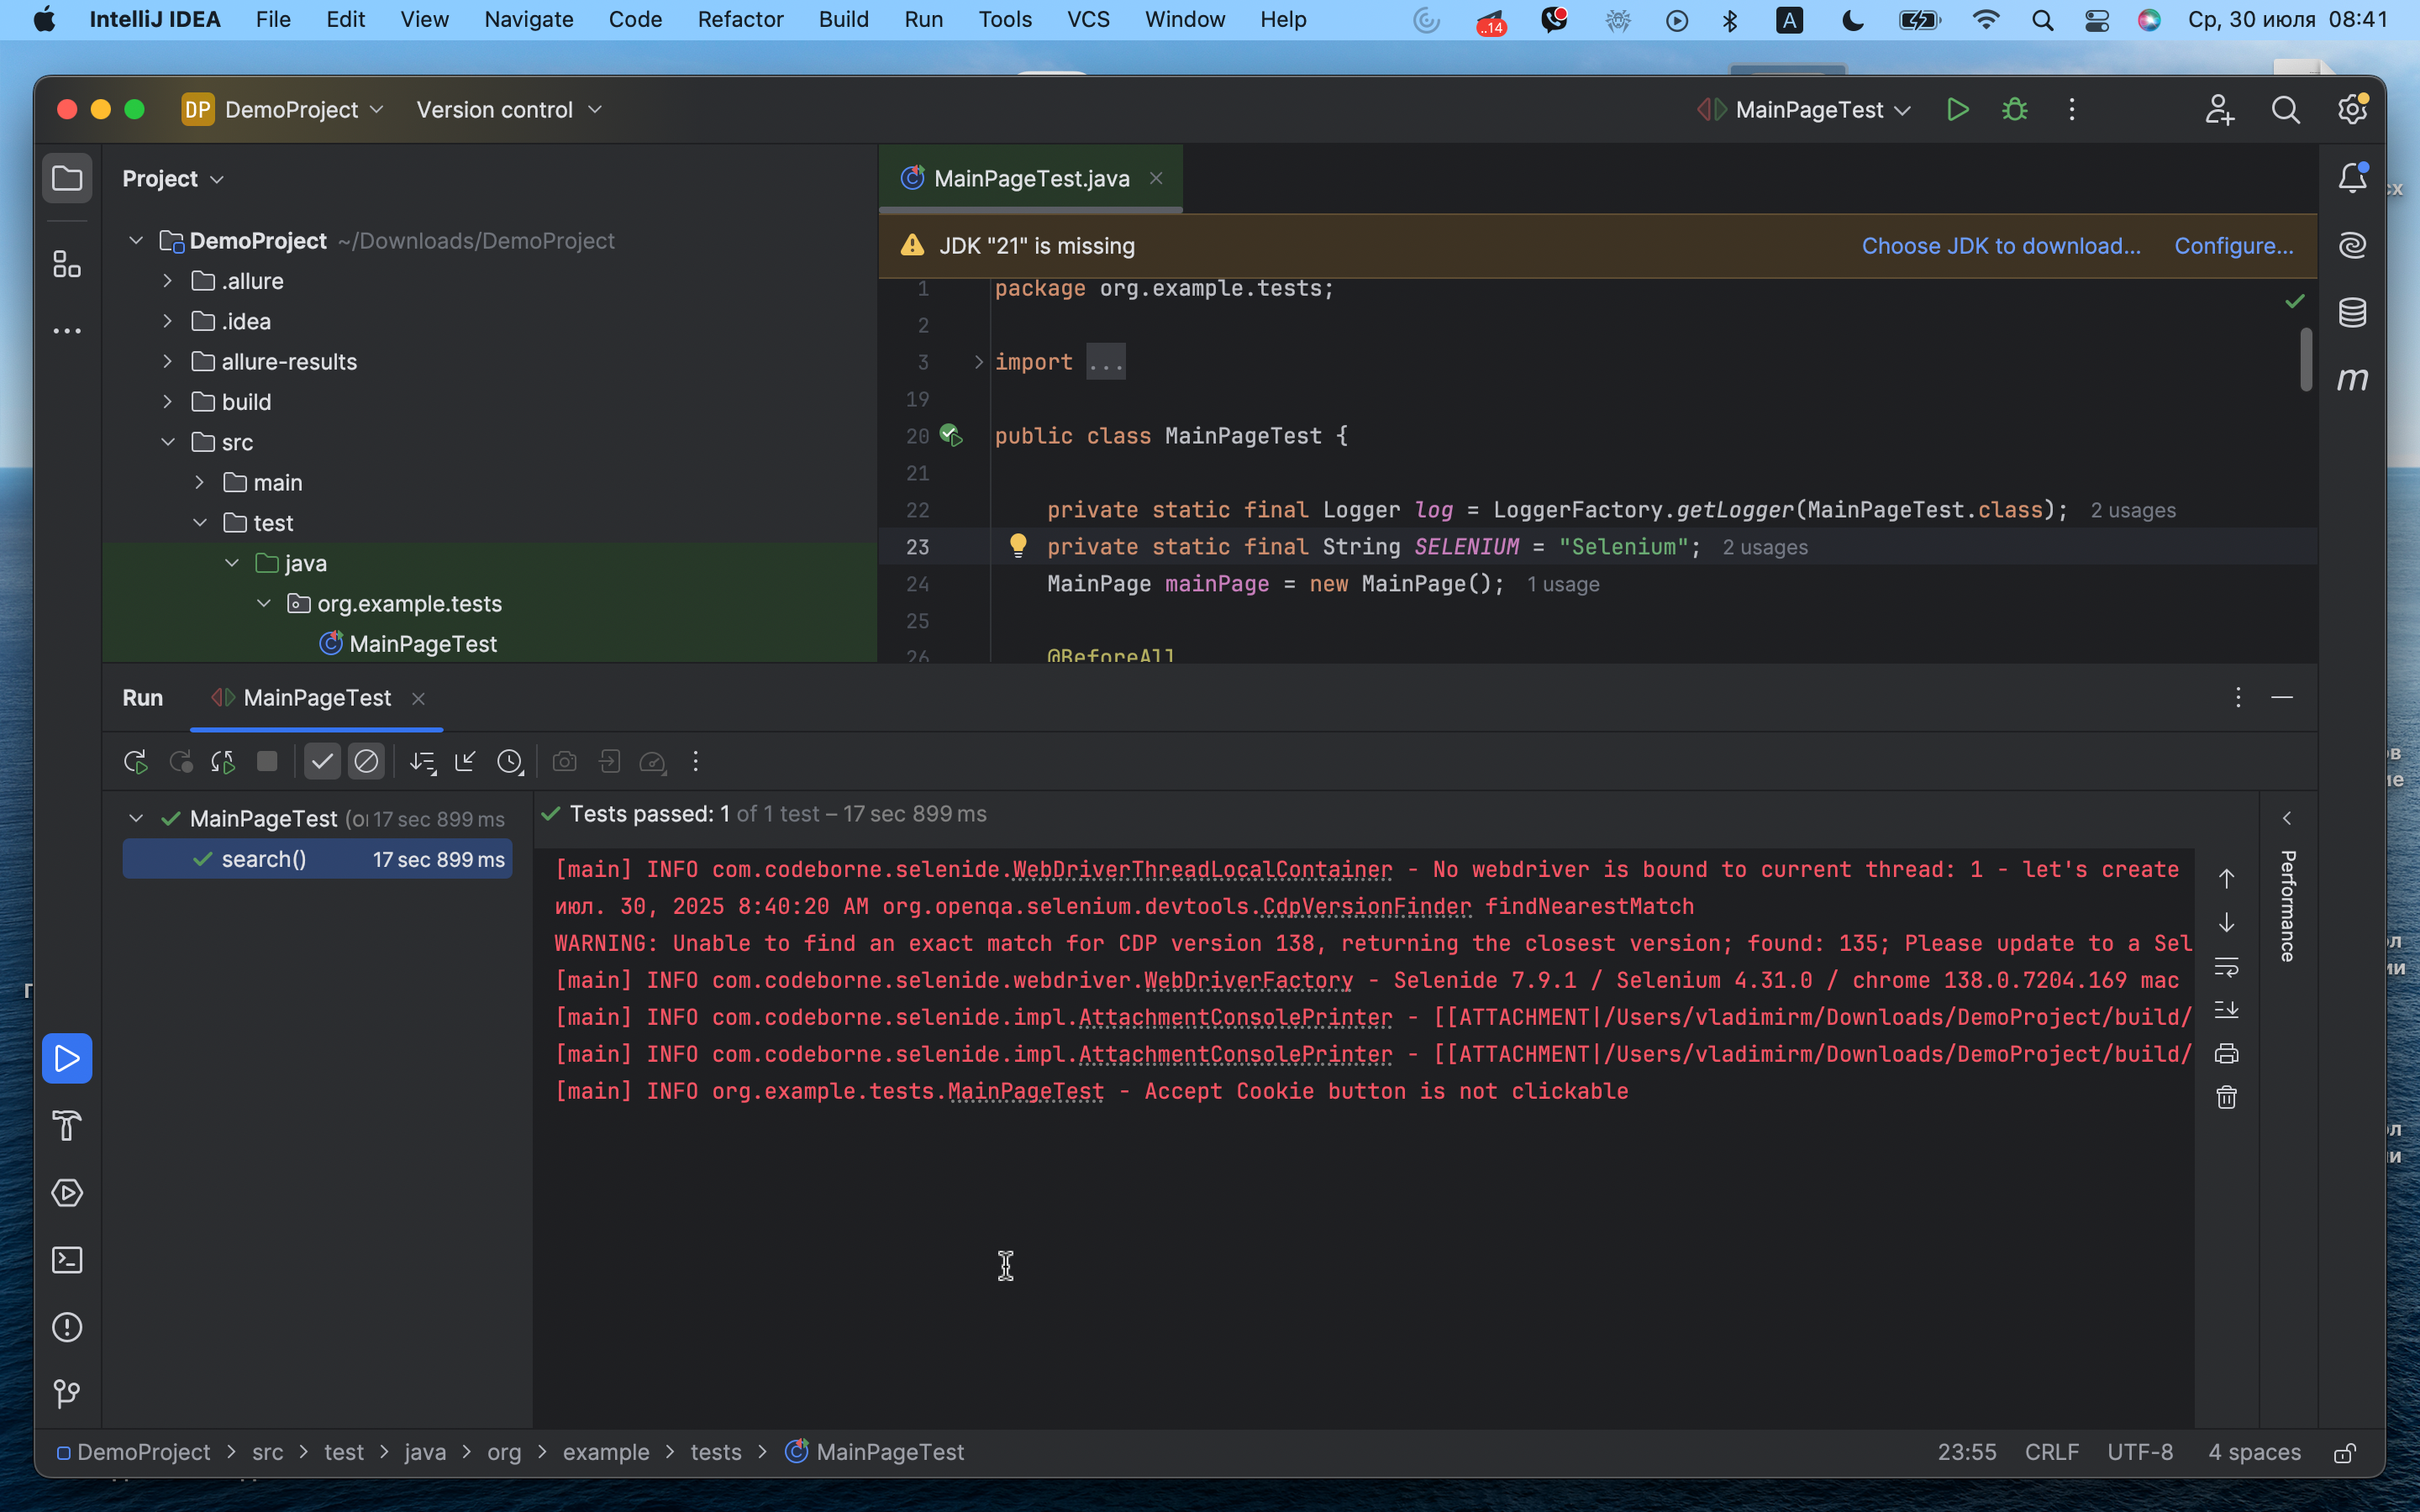 IntelliJ IDEA File Edit View Navigate Code Refactor Build Run Tools VCS Window Help ..14 A Ср, 30 июля 08:41
DP DemoProject Version control MainPageTest
Project
DemoProject ~/Downloads/DemoProject
.allure
.idea
allure-results
build
src
main
test
java
org.example.tests
MainPageTest
MainPageTest.java
JDK "21" is missing Choose JDK to download... Configure...
1 package org.example.tests;
2
3 import ...
19
20 public class MainPageTest {
21
22 private static final Logger log = LoggerFactory.getLogger(MainPageTest.class); 2 usages
23 private static final String SELENIUM = "Selenium"; 2 usages
24 MainPage mainPage = new MainPage(); 1 usage
25
26 @BeforeAll
m
Run MainPageTest
MainPageTest (or 17 sec 899 ms
search() 17 sec 899 ms
Tests passed: 1 of 1 test – 17 sec 899 ms
[main] INFO com.codeborne.selenide.WebDriverThreadLocalContainer - No webdriver is bound to current thread: 1 - let's create
июл. 30, 2025 8:40:20 AM org.openqa.selenium.devtools.CdpVersionFinder findNearestMatch
WARNING: Unable to find an exact match for CDP version 138, returning the closest version; found: 135; Please update to a Sel
[main] INFO com.codeborne.selenide.webdriver.WebDriverFactory - Selenide 7.9.1 / Selenium 4.31.0 / chrome 138.0.7204.169 mac
[main] INFO com.codeborne.selenide.impl.AttachmentConsolePrinter - [[ATTACHMENT|/Users/vladimirm/Downloads/DemoProject/build/
[main] INFO com.codeborne.selenide.impl.AttachmentConsolePrinter - [[ATTACHMENT|/Users/vladimirm/Downloads/DemoProject/build/
[main] INFO org.example.tests.MainPageTest - Accept Cookie button is not clickable
Performance
DemoProject > src > test > java > org > example > tests > MainPageTest 23:55 CRLF UTF-8 4 spaces